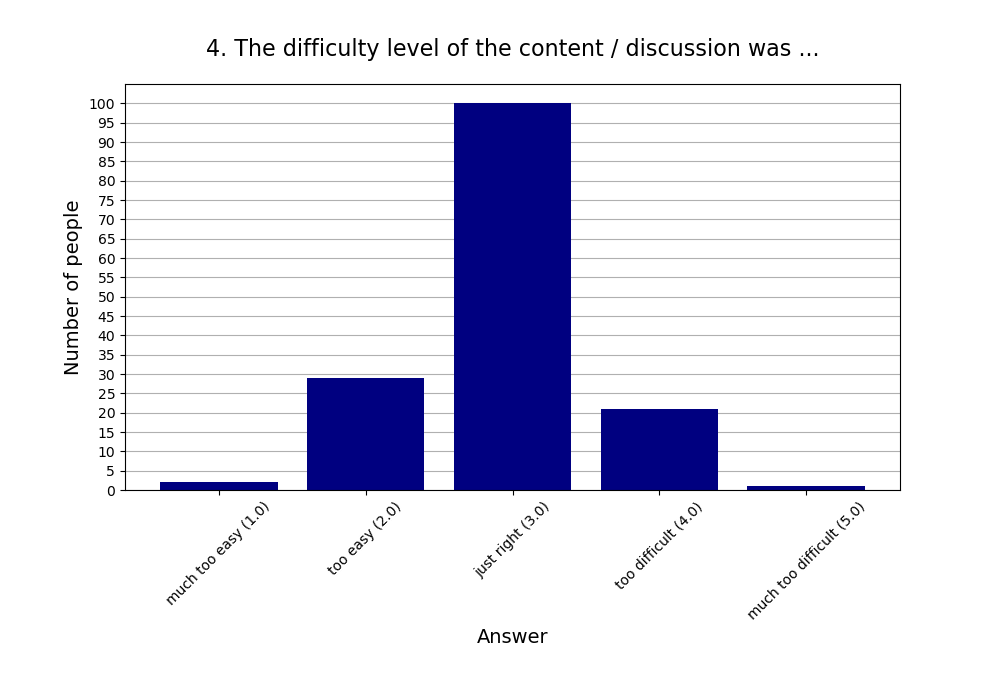 4. The difficulty level of the content / discussion was ...
100
95
90
85
80
75
70
65
60
55
50
45
40
35
30
25
20
15
10
5
0
Number of people
much too easy (1.0)
too easy (2.0)
just right (3.0)
too difficult (4.0)
much too difficult (5.0)
Answer